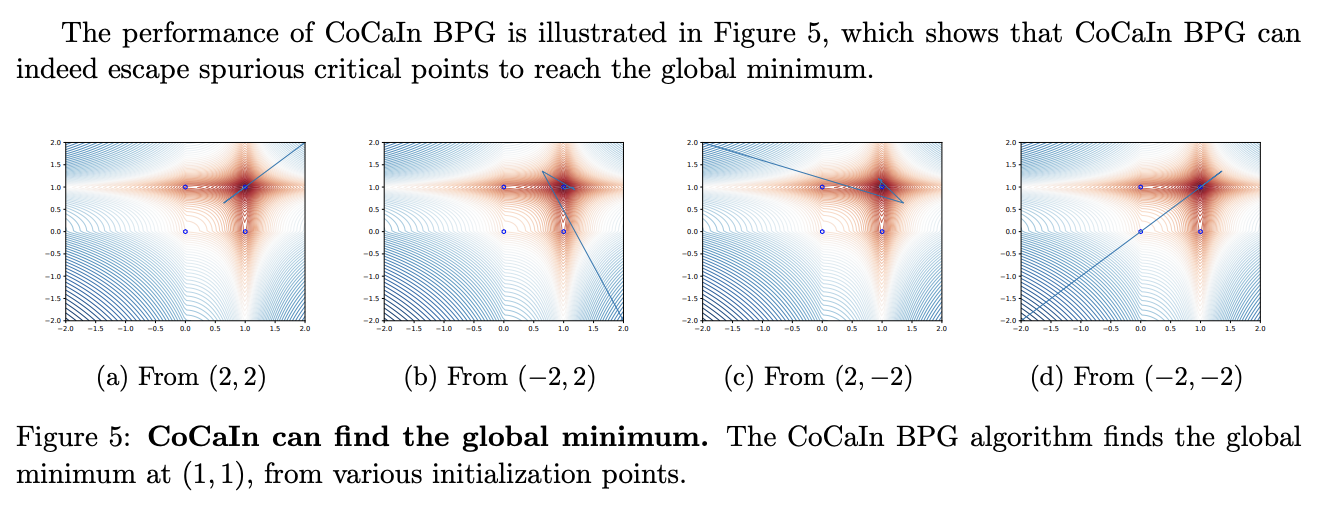 The performance of CoCaIn BPG is illustrated in Figure 5, which shows that CoCaIn BPG can
indeed escape spurious critical points to reach the global minimum.
2.0 2.0 2.0 2.0
1.5 1.5 1.5 1.5
1.0 1.0 1.0 1.0
0.5 0.5 0.5 0.5
0.0 0.0 0.0 0.0
−0.5 −0.5 −0.5 −0.5
−1.0 −1.0 −1.0 −1.0
−1.5 −1.5 −1.5 −1.5
−2.0 −2.0 −2.0 −2.0
−2.0 −1.5 −1.0 −0.5 0.0 0.5 1.0 1.5 2.0 −2.0 −1.5 −1.0 −0.5 0.0 0.5 1.0 1.5 2.0 −2.0 −1.5 −1.0 −0.5 0.0 0.5 1.0 1.5 2.0 −2.0 −1.5 −1.0 −0.5 0.0 0.5 1.0 1.5 2.0
(a) From (2, 2) (b) From (−2, 2) (c) From (2, −2) (d) From (−2, −2)
Figure 5: CoCaIn can find the global minimum. The CoCaIn BPG algorithm finds the global
minimum at (1, 1), from various initialization points.